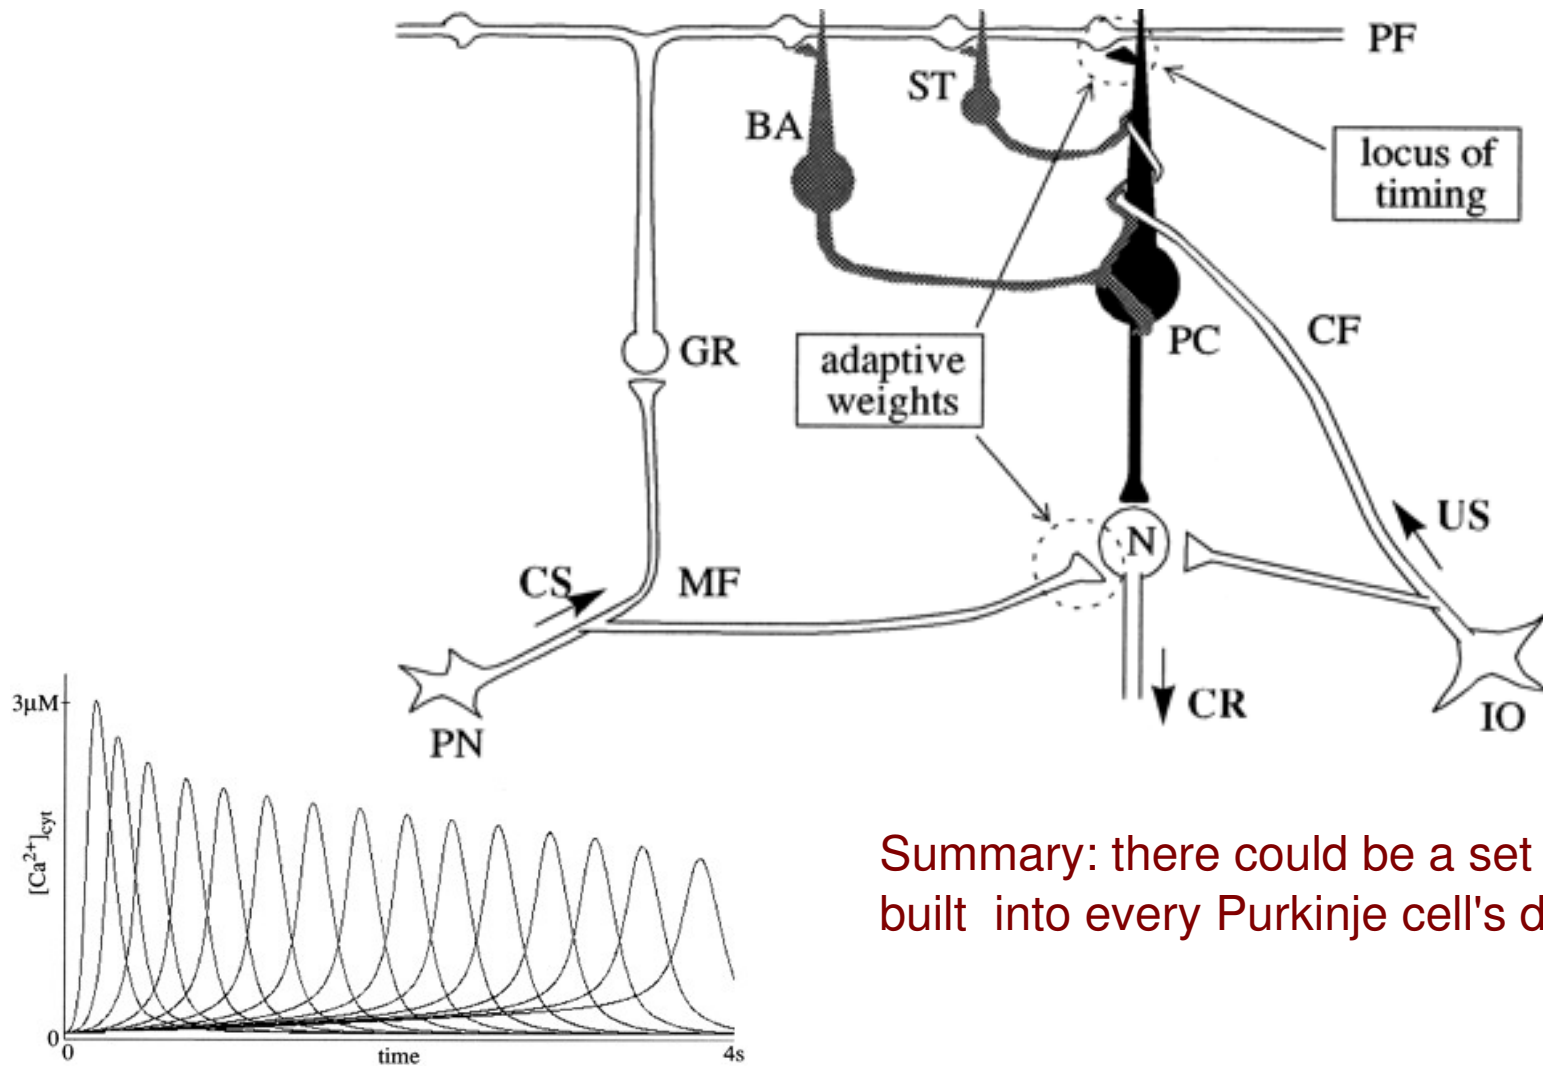 PF
ST
BA
locus of
timing
PC
CF
GR
adaptive
weights
N
US
CS
MF
PN
CR
IO
3μM
[Ca²⁺]cyt
0
0
time
4s
Summary: there could be a set
built into every Purkinje cell's